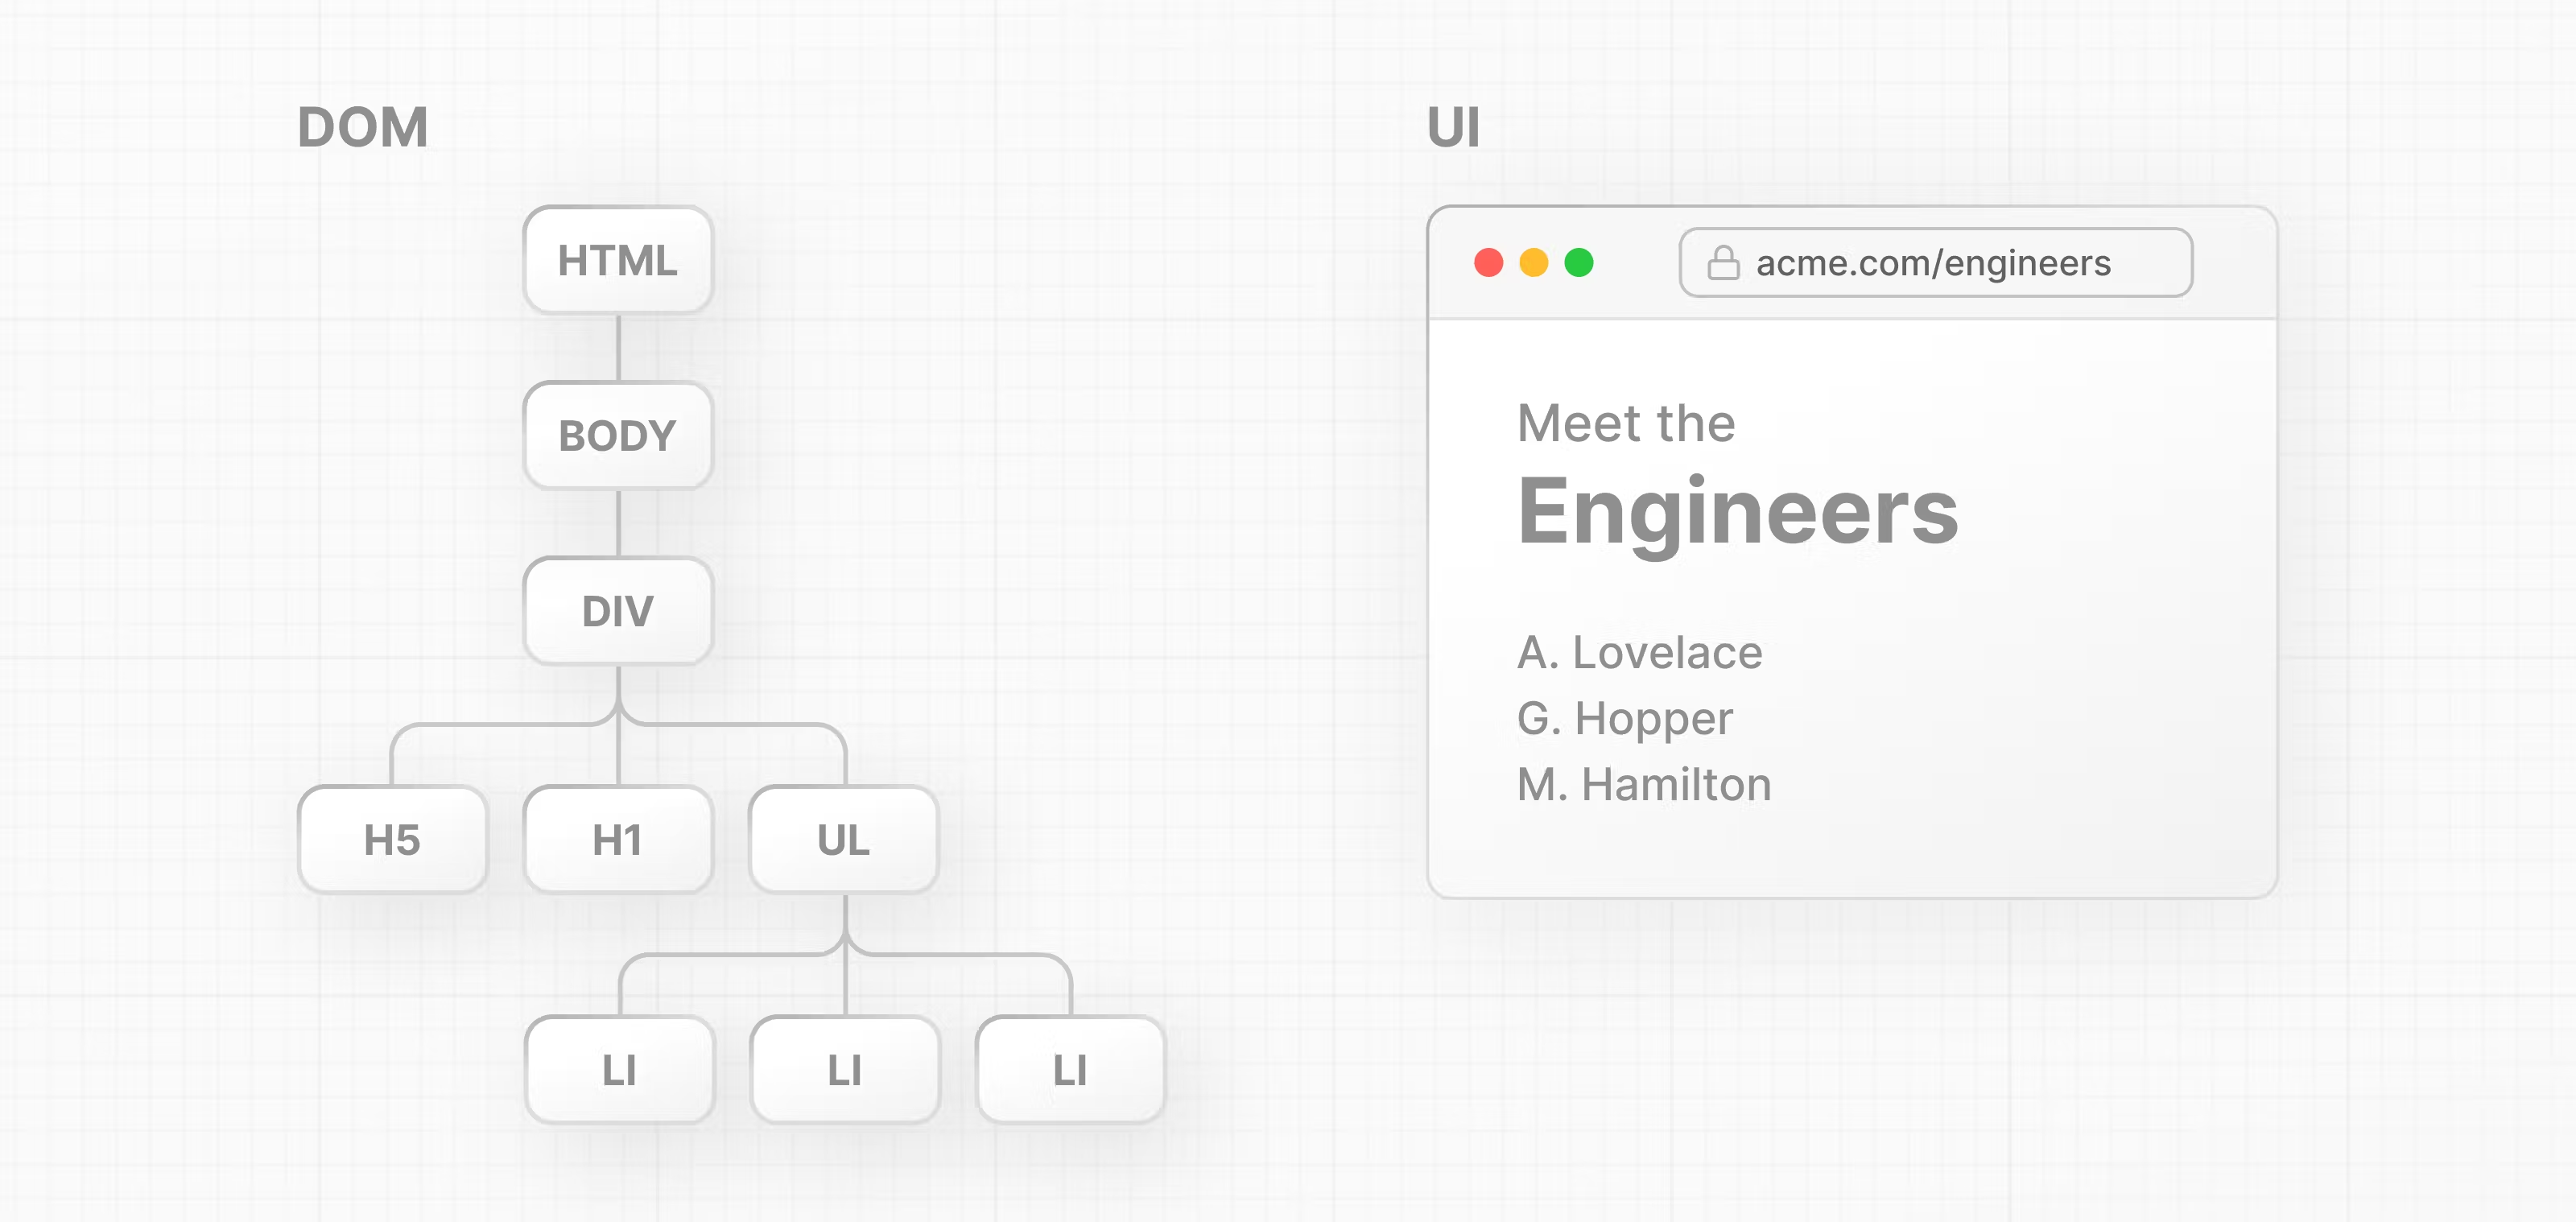 DOM
HTML
BODY
DIV
H5 H1 UL
LI LI LI
UI
acme.com/engineers
Meet the
Engineers
A. Lovelace
G. Hopper
M. Hamilton